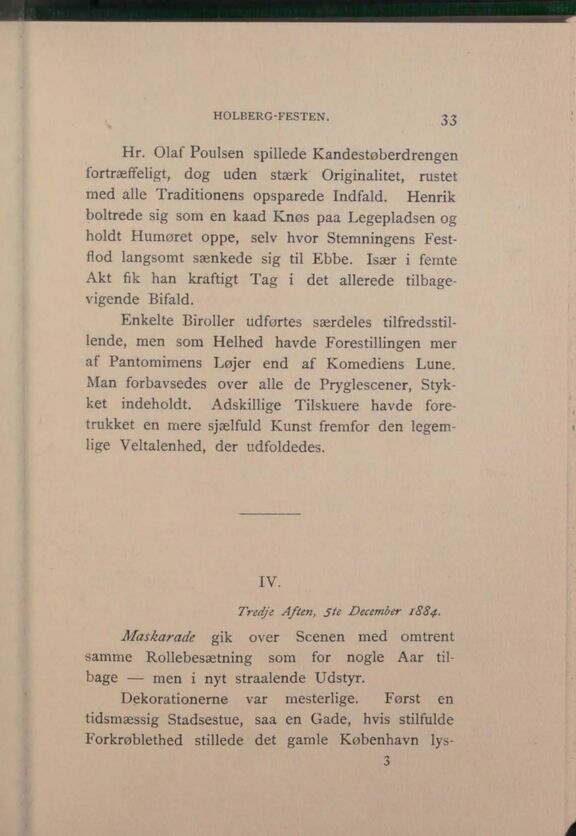 HOLBERG-FESTEN. 33
Hr. Olaf Poulsen spillede Kandestøberdrengen
fortræffeligt, dog uden stærk Originalitet, rustet
med alle Traditionens opsparede Indfald. Henrik
boltrede sig som en kaad Knøs paa Legepladsen og
holdt Humøret oppe, selv hvor Stemningens Fest-
flod langsomt sænkede sig til Ebbe. Især i femte
Akt fik han kraftigt Tag i det allerede tilbage-
vigende Bifald.
Enkelte Biroller udførtes særdeles tilfredsstil-
lende, men som Helhed havde Forestillingen mer
af Pantomimens Løjer end af Komediens Lune.
Man forbavsedes over alle de Pryglescener, Styk-
ket indeholdt. Adskillige Tilskuere havde fore-
trukket en mere sjælfuld Kunst fremfor den legem-
lige Veltalenhed, der udfoldedes.
IV.
Tredje Aften, 5te December 1884.
Maskarade gik over Scenen med omtrent
samme Rollebesætning som for nogle Aar til-
bage — men i nyt straalende Udstyr.
Dekorationerne var mesterlige. Først en
tidsmæssig Stadsestue, saa en Gade, hvis stilfulde
Forkrøblethed stillede det gamle København lys-
3